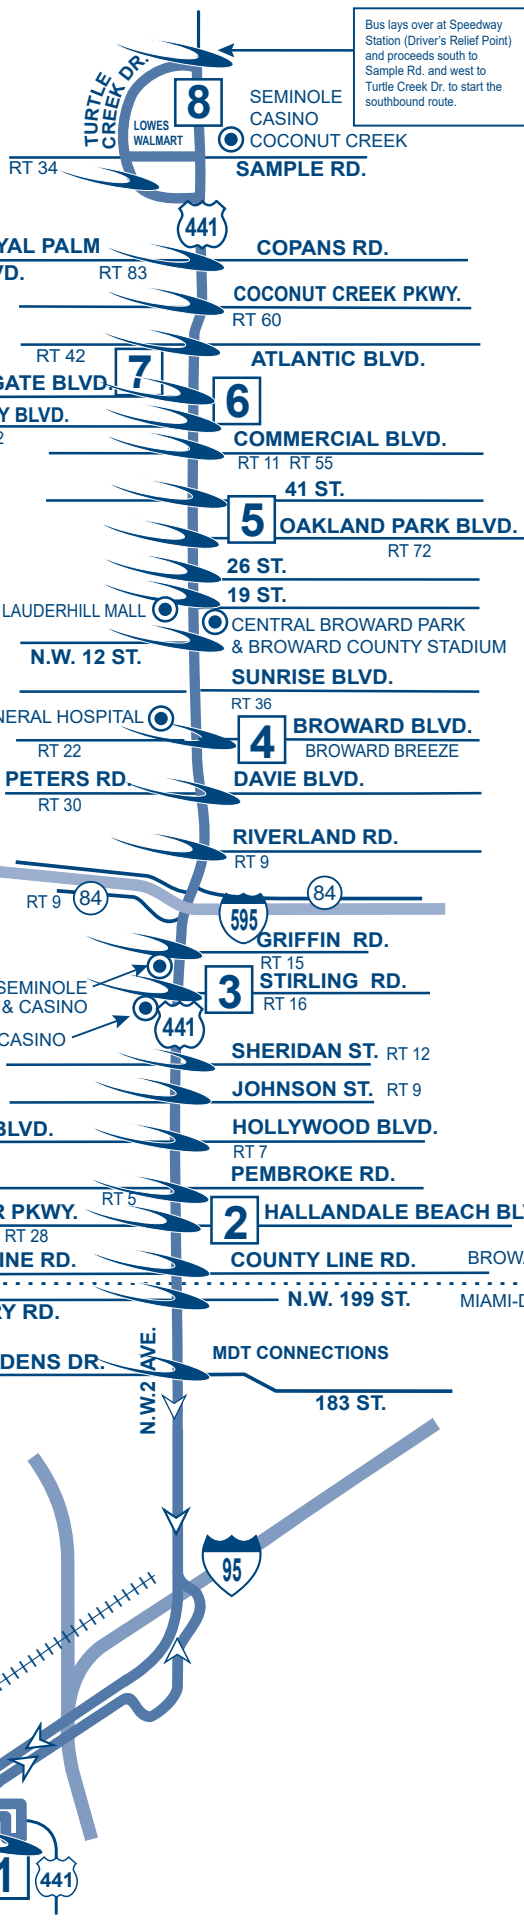 Bus lays over at Speedway
Station (Driver's Relief Point)
and proceeds south to
Sample Rd. and west to
Turtle Creek Dr. to start the
southbound route.
TURTLE
CREEK DR.
8
SEMINOLE
CASINO
COCONUT CREEK
LOWES
WALMART
RT 34
SAMPLE RD.
441
YAL PALM
VD.
RT 83
COPANS RD.
COCONUT CREEK PKWY.
RT 60
RT 42
ATLANTIC BLVD.
7
GATE BLVD.
6
Y BLVD.
2
COMMERCIAL BLVD.
RT 11 RT 55
41 ST.
5
OAKLAND PARK BLVD.
RT 72
26 ST.
19 ST.
LAUDERHILL MALL
CENTRAL BROWARD PARK
& BROWARD COUNTY STADIUM
N.W. 12 ST.
SUNRISE BLVD.
RT 36
NERAL HOSPITAL
4
BROWARD BLVD.
RT 22
BROWARD BREEZE
PETERS RD.
DAVIE BLVD.
RT 30
RIVERLAND RD.
RT 9
RT 9
84
84
595
GRIFFIN RD.
RT 15
SEMINOLE
& CASINO
3
STIRLING RD.
RT 16
CASINO
441
SHERIDAN ST. RT 12
JOHNSON ST. RT 9
BLVD.
HOLLYWOOD BLVD.
RT 7
PEMBROKE RD.
RT 5
R PKWY.
RT 28
2
HALLANDALE BEACH BLV
INE RD.
COUNTY LINE RD.
BROWA
N.W. 199 ST.
MIAMI-D
RY RD.
DENS DR.
N.W.2 AVE.
MDT CONNECTIONS
183 ST.
95
1
441